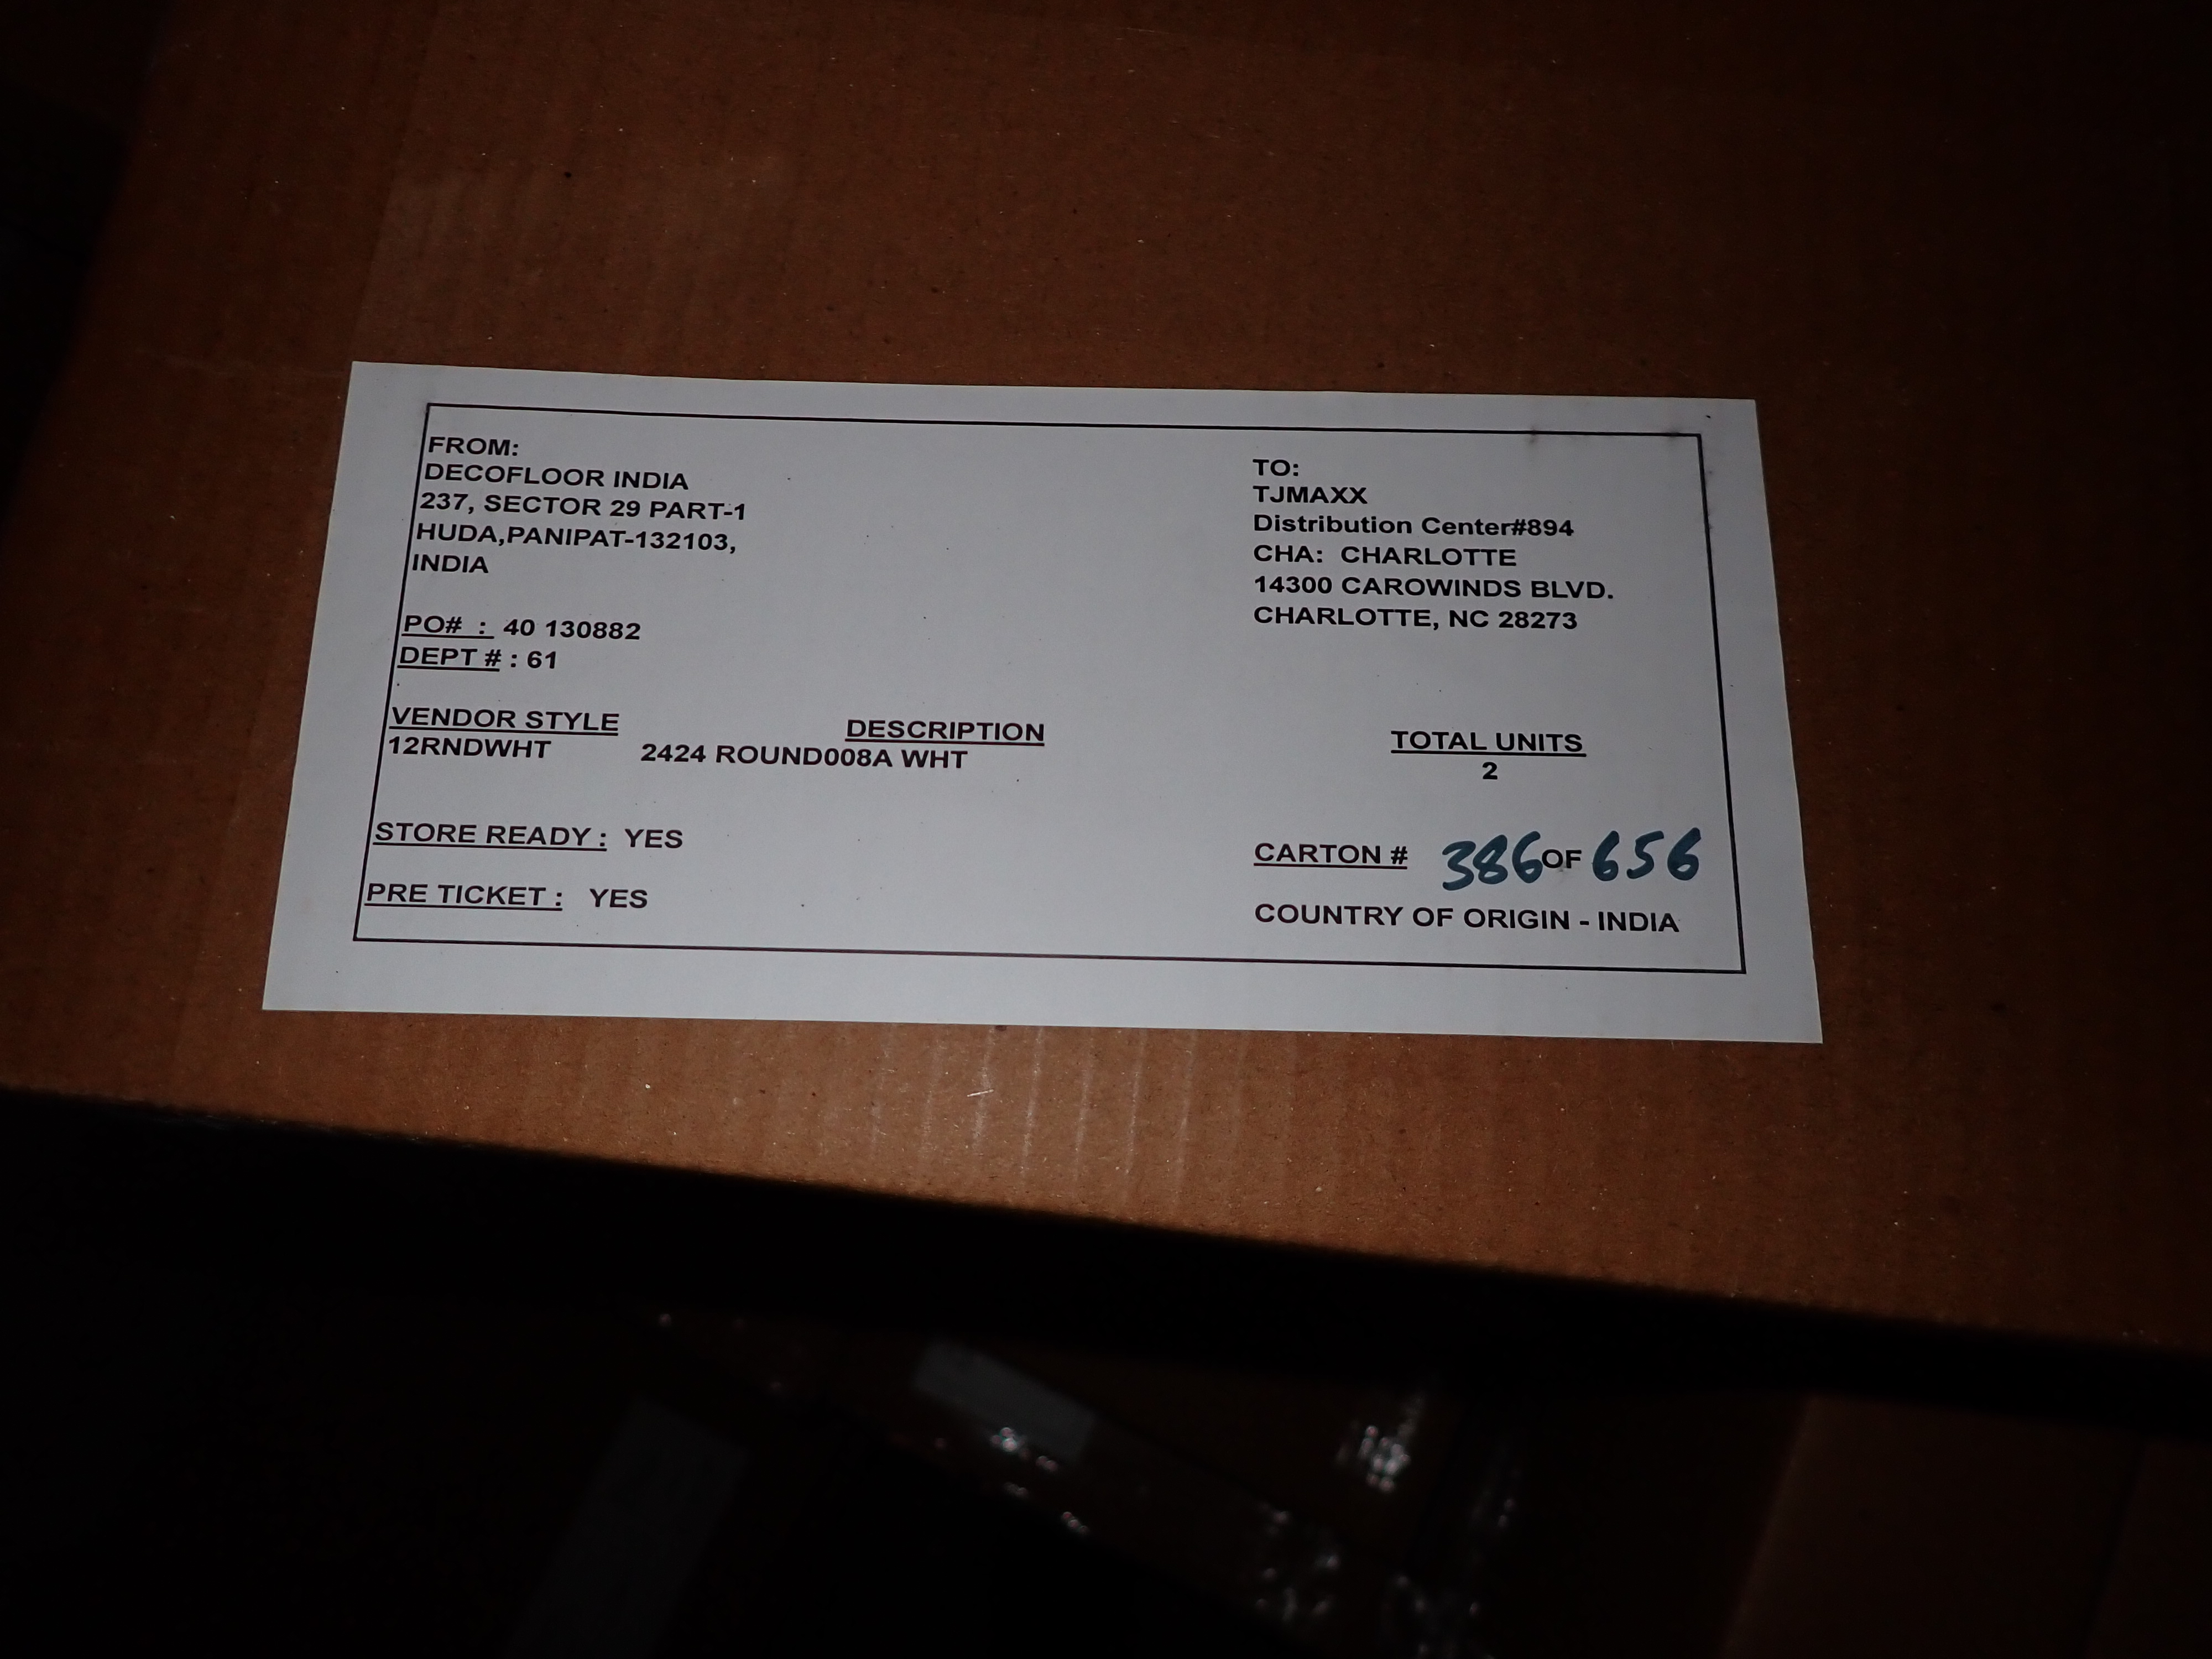 FROM:
DECOFLOOR INDIA
237, SECTOR 29 PART-1
HUDA,PANIPAT-132103,
INDIA
TO:
TJMAXX
Distribution Center#894
CHA: CHARLOTTE
14300 CAROWINDS BLVD.
CHARLOTTE, NC 28273
PO# : 40 130882
DEPT # : 61
VENDOR STYLE DESCRIPTION TOTAL UNITS
12RNDWHT 2424 ROUND008A WHT 2
STORE READY : YES
CARTON # 386 OF 656
PRE TICKET : YES
COUNTRY OF ORIGIN - INDIA